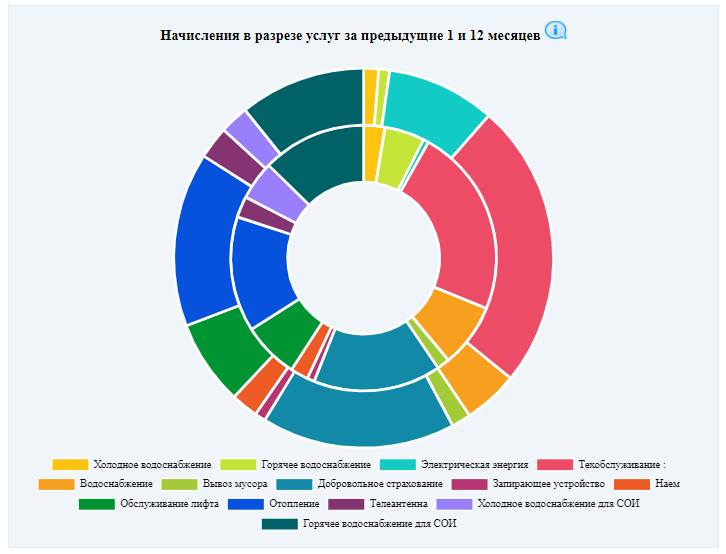 Начисления в разрезе услуг за предыдущие 1 и 12 месяцев
Холодное водоснабжение Горячее водоснабжение Электрическая энергия Техобслуживание :
Водоснабжение Вывоз мусора Добровольное страхование Запирающее устройство Наем
Обслуживание лифта Отопление Телеантенна Холодное водоснабжение для СОИ
Горячее водоснабжение для СОИ